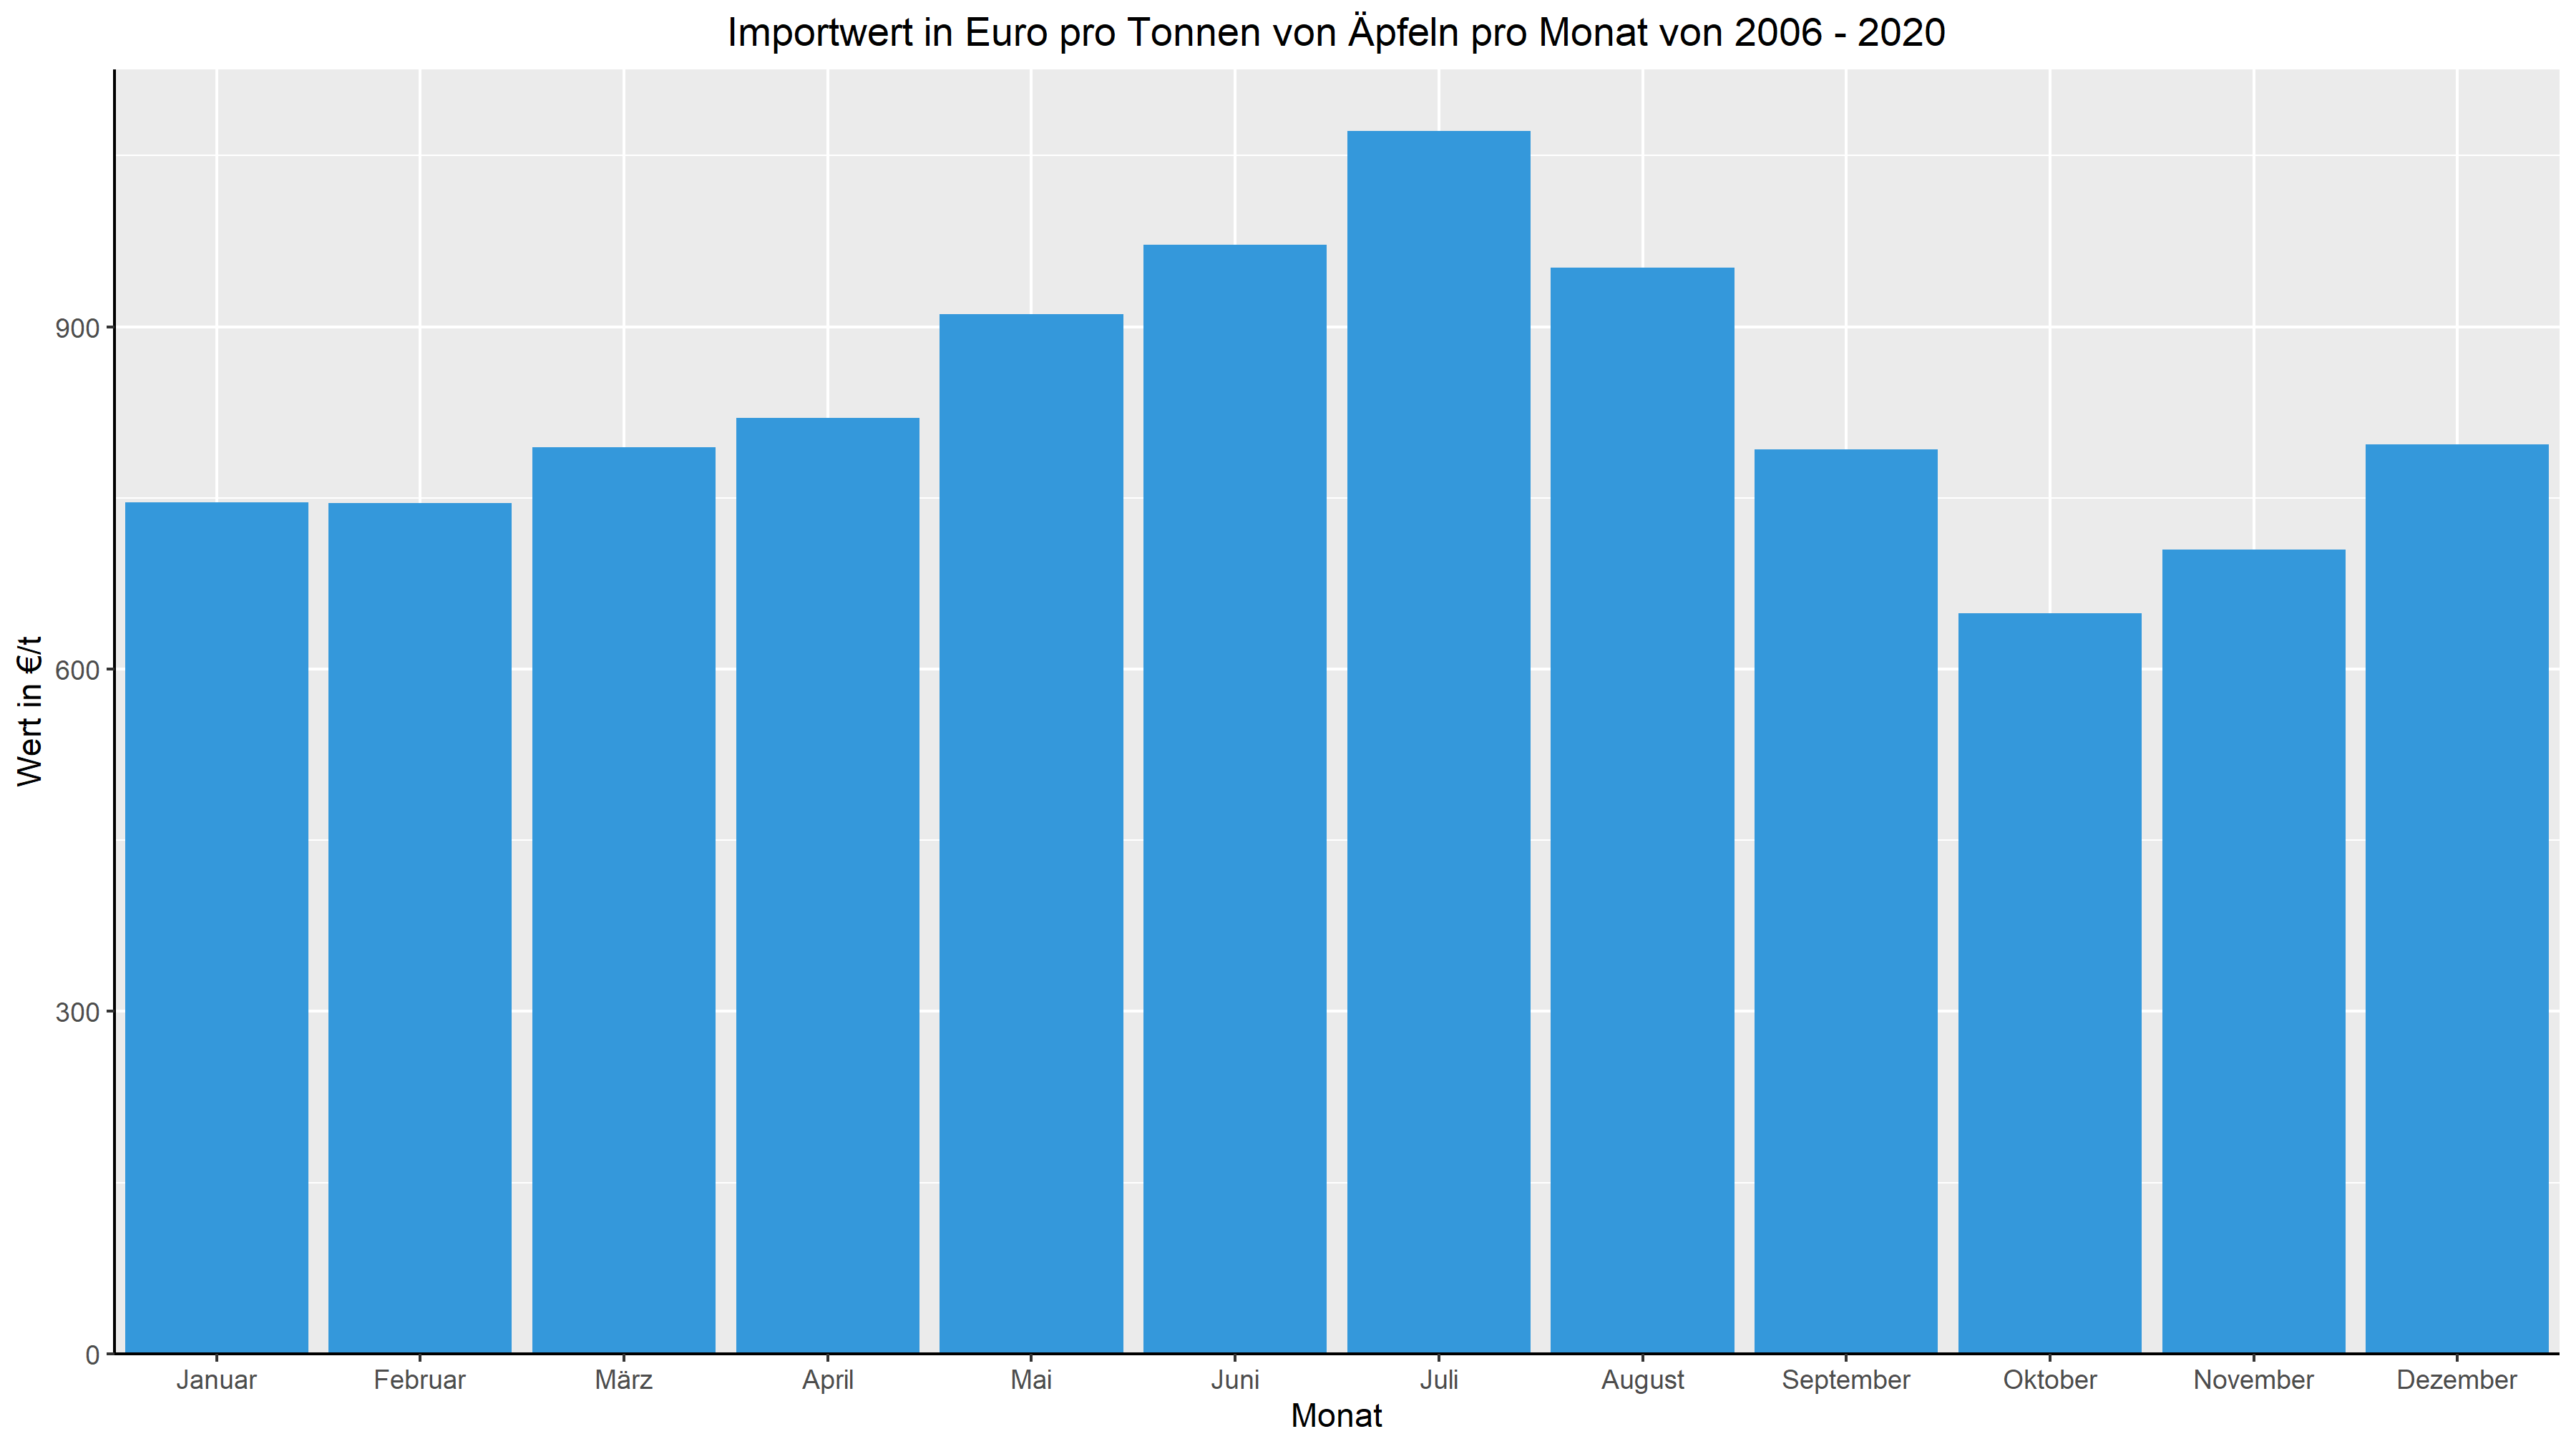 Importwert in Euro pro Tonnen von Äpfeln pro Monat von 2006 - 2020
Wert in €/t
900
600
300
0
Januar Februar März April Mai Juni Juli August September Oktober November Dezember
Monat